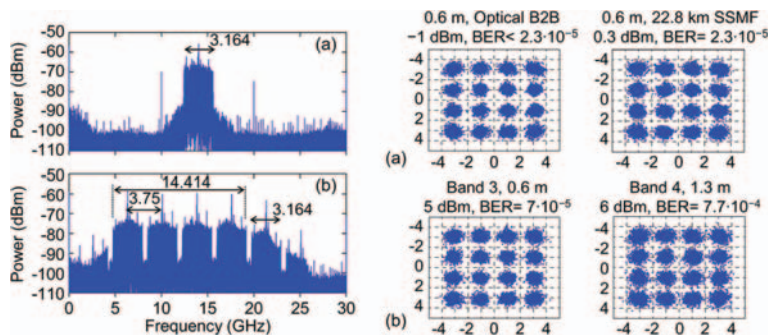 -50
-60
-70
-80
-90
-100
-110
Power (dBm)
3.164
(a)
-50
-60
-70
-80
-90
-100
-110
Power (dBm)
14.414
3.75
3.164
(b)
0 5 10 15 20 25 30
Frequency (GHz)
0.6 m, Optical B2B
−1 dBm, BER< 2.3·10⁻⁵
-4
-2
0
2
4
-4 -2 0 2 4
(a)
0.6 m, 22.8 km SSMF
0.3 dBm, BER= 2.3·10⁻⁵
-4
-2
0
2
4
-4 -2 0 2 4
Band 3, 0.6 m
5 dBm, BER= 7·10⁻⁵
-4
-2
0
2
4
-4 -2 0 2 4
(b)
Band 4, 1.3 m
6 dBm, BER= 7.7·10⁻⁴
-4
-2
0
2
4
-4 -2 0 2 4